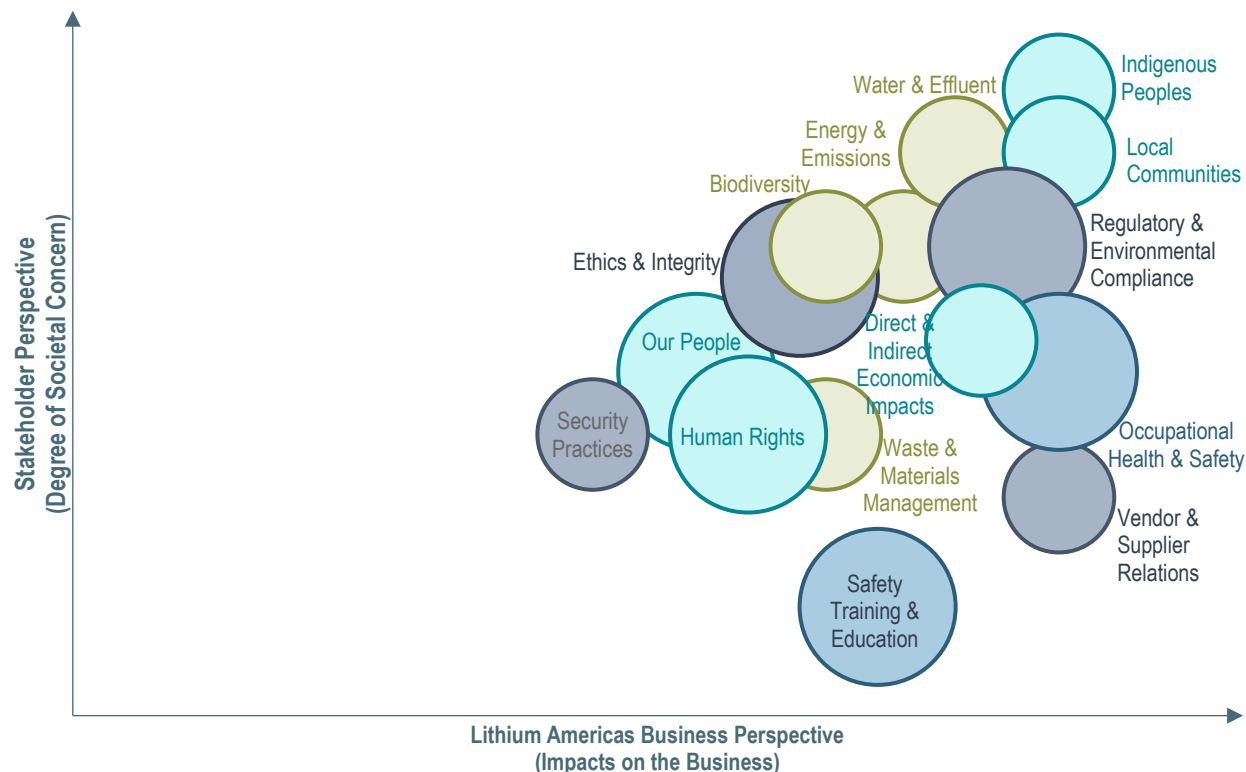 Indigenous
Peoples
Water & Effluent
Energy &
Emissions
Local
Communities
Biodiversity
Regulatory &
Environmental
Compliance
Ethics & Integrity
Our People
Direct &
Indirect
Economic
Impacts
Security
Practices
Human Rights
Waste &
Materials
Management
Occupational
Health & Safety
Vendor &
Supplier
Relations
Safety
Training &
Education
Stakeholder Perspective
(Degree of Societal Concern)
Lithium Americas Business Perspective
(Impacts on the Business)